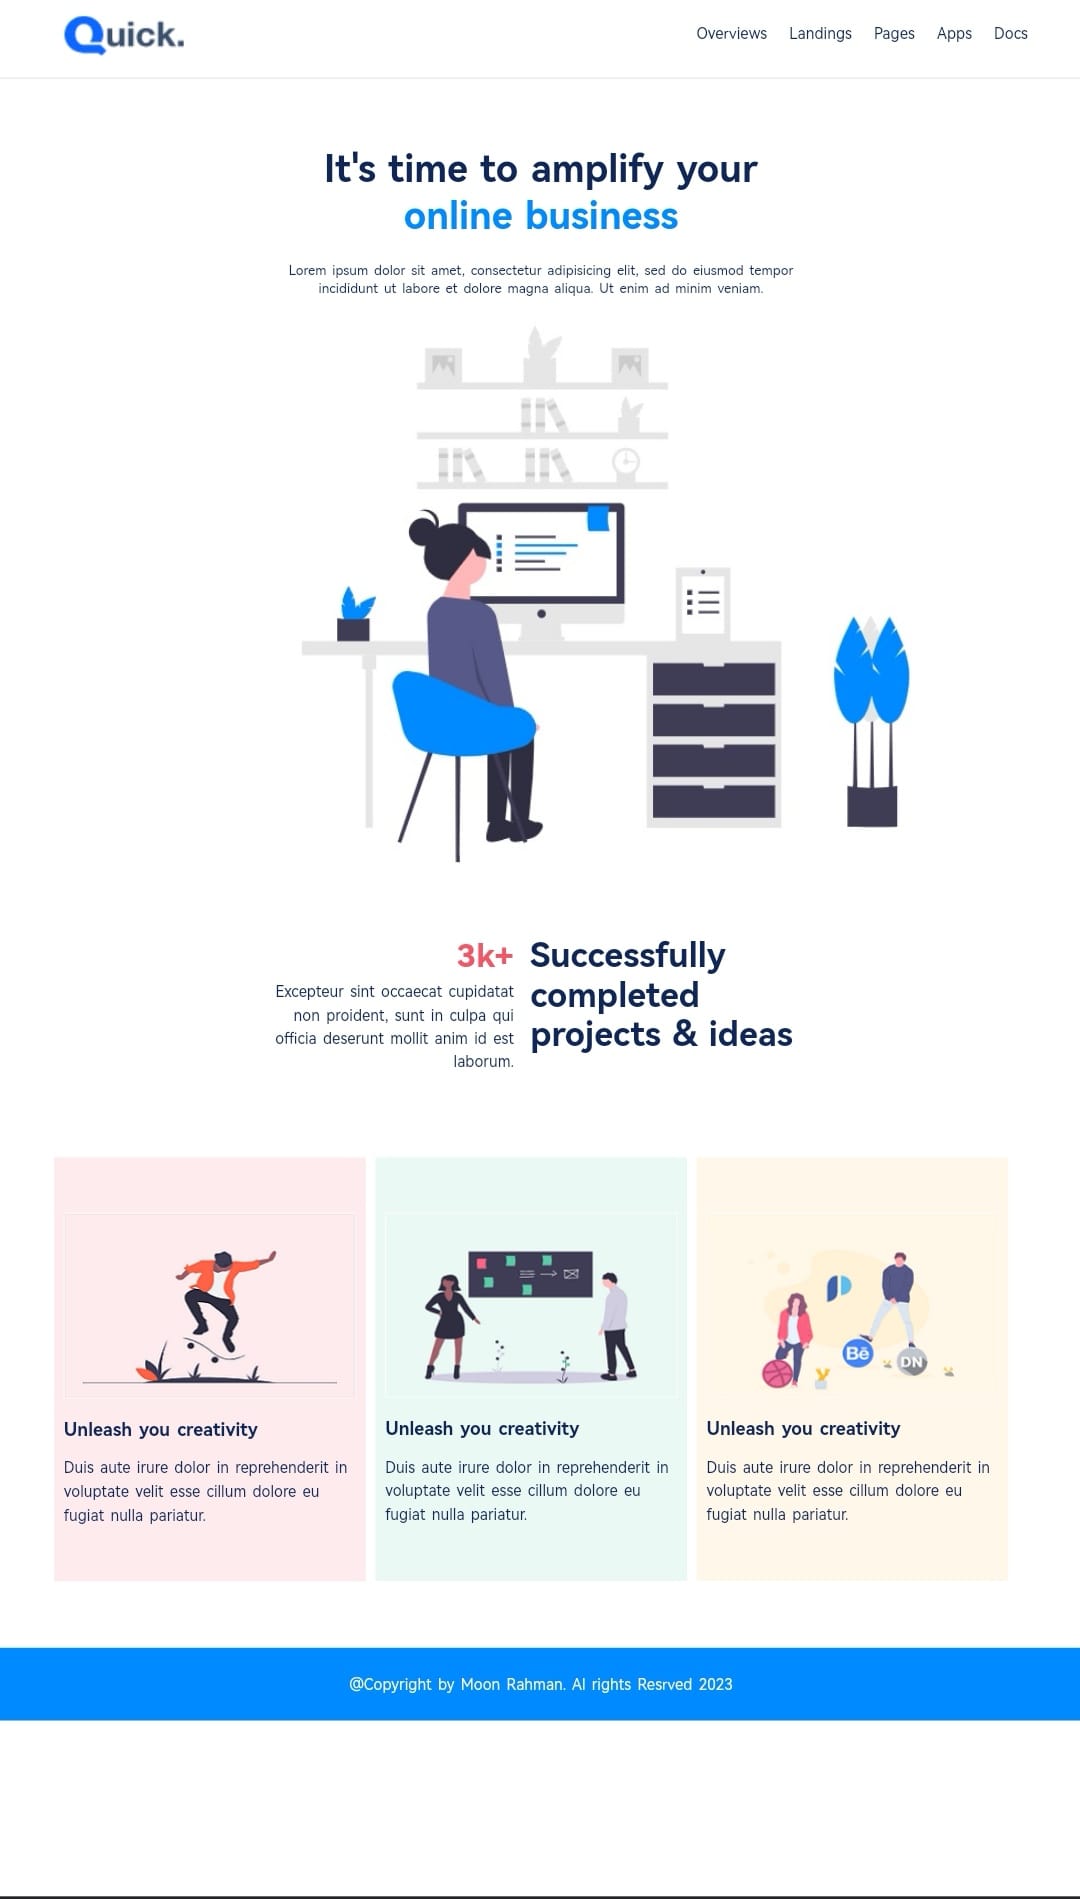 Quick.
Overviews Landings Pages Apps Docs
It's time to amplify your
online business
Lorem ipsum dolor sit amet, consectetur adipisicing elit, sed do eiusmod tempor
incididunt ut labore et dolore magna aliqua. Ut enim ad minim veniam.
3k+
Excepteur sint occaecat cupidatat
non proident, sunt in culpa qui
officia deserunt mollit anim id est
laborum.
Successfully
completed
projects & ideas
Unleash you creativity
Duis aute irure dolor in reprehenderit in
voluptate velit esse cillum dolore eu
fugiat nulla pariatur.
Unleash you creativity
Duis aute irure dolor in reprehenderit in
voluptate velit esse cillum dolore eu
fugiat nulla pariatur.
Bē
DN
Unleash you creativity
Duis aute irure dolor in reprehenderit in
voluptate velit esse cillum dolore eu
fugiat nulla pariatur.
@Copyright by Moon Rahman. Al rights Resrved 2023